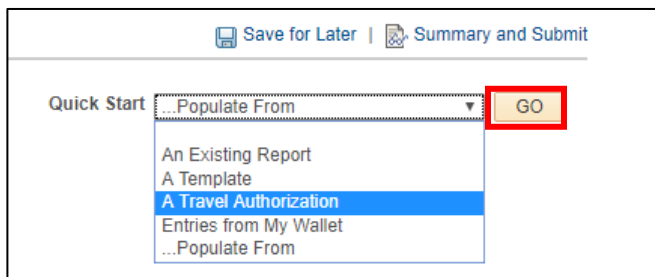 Save for Later | Summary and Submit
Quick Start ...Populate From GO
An Existing Report
A Template
A Travel Authorization
Entries from My Wallet
...Populate From